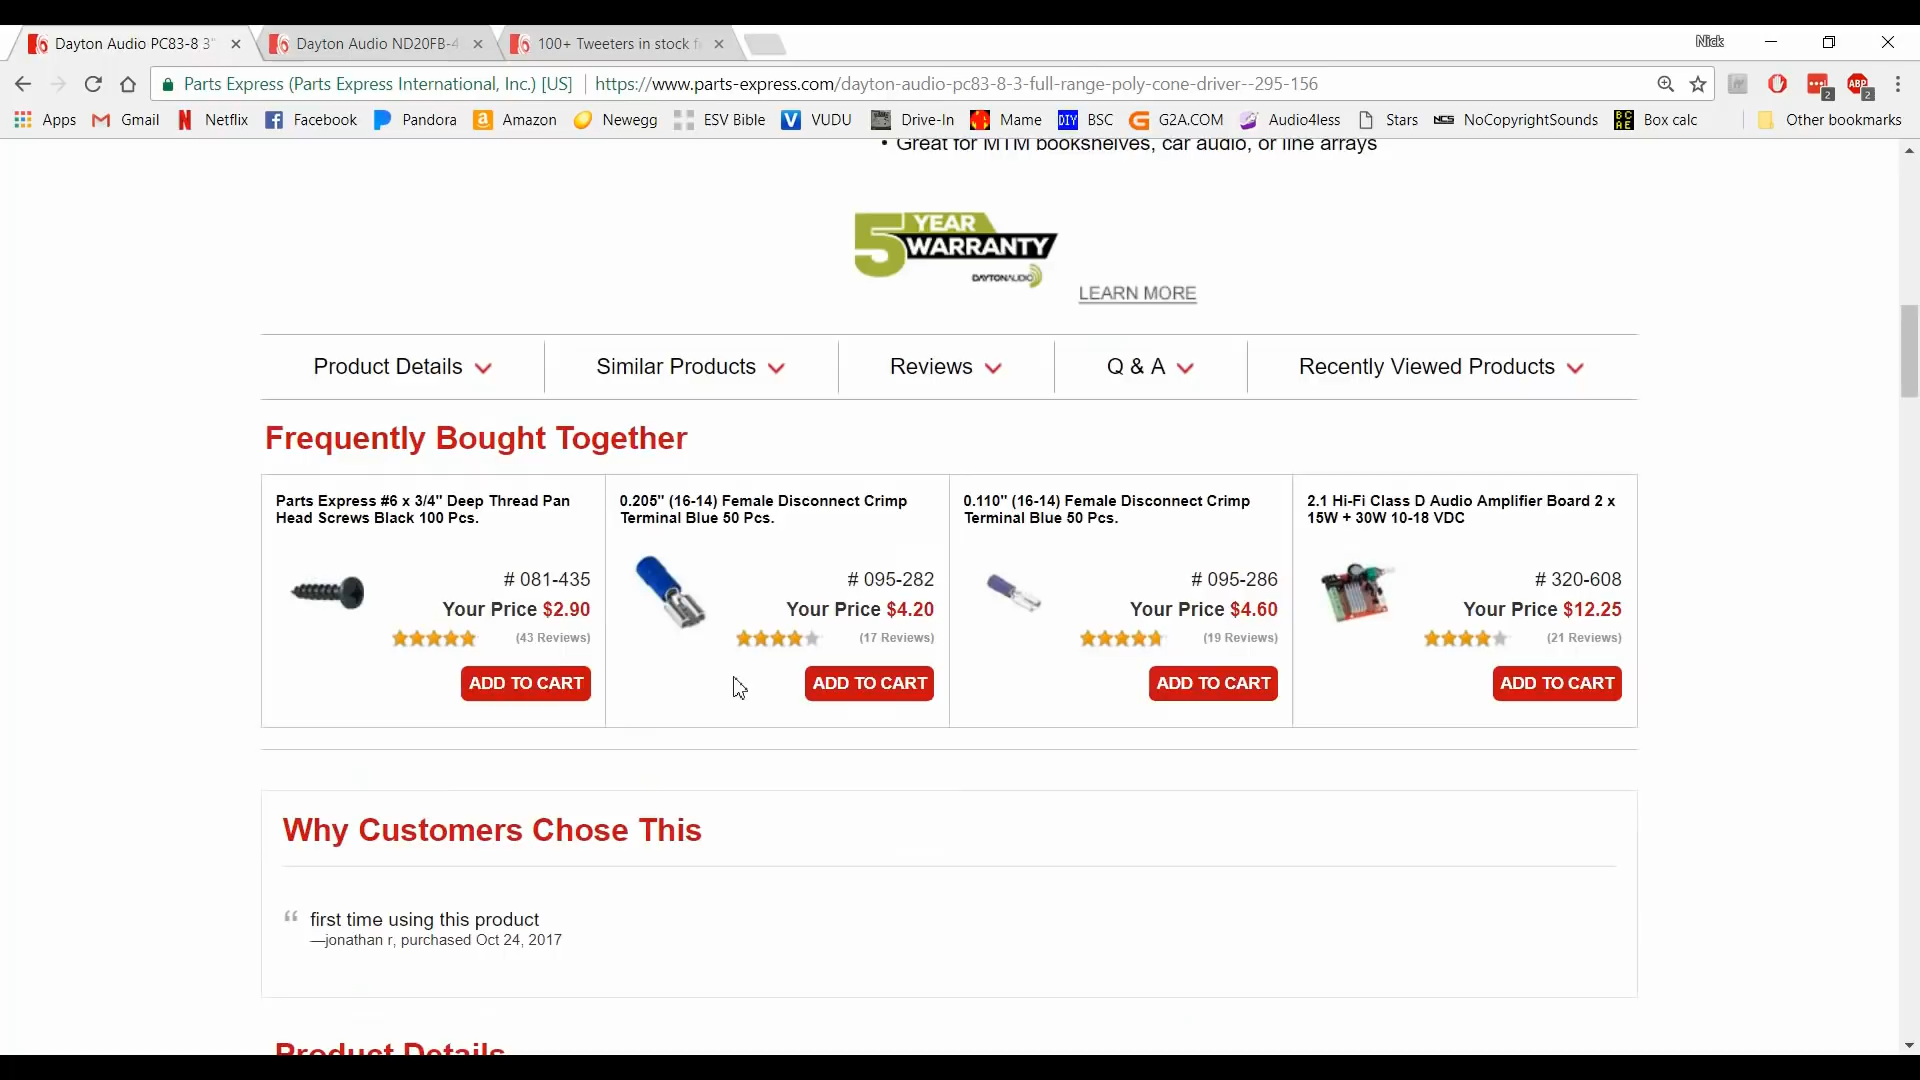 Dayton Audio PC83-8 3"
Dayton Audio ND20FB-4
100+ Tweeters in stock f
Nick
Parts Express (Parts Express International, Inc.) [US]
https://www.parts-express.com/dayton-audio-pc83-8-3-full-range-poly-cone-driver--295-156
2
ABP
2
Apps
Gmail
Netflix
Facebook
Pandora
Amazon
Newegg
ESV Bible
VUDU
Drive-In
Mame
DIY
BSC
G2A.COM
Audio4less
Stars
NCS
NoCopyrightSounds
BC
AE
Box calc
Other bookmarks
• Great for MTM bookshelves, car audio, or line arrays
5 YEAR
WARRANTY
DAYTON AUDIO
LEARN MORE
Product Details
Similar Products
Reviews
Q & A
Recently Viewed Products
Frequently Bought Together
Parts Express #6 x 3/4" Deep Thread Pan
Head Screws Black 100 Pcs.
# 081-435
Your Price $2.90
(43 Reviews)
ADD TO CART
0.205" (16-14) Female Disconnect Crimp
Terminal Blue 50 Pcs.
# 095-282
Your Price $4.20
(17 Reviews)
ADD TO CART
0.110" (16-14) Female Disconnect Crimp
Terminal Blue 50 Pcs.
# 095-286
Your Price $4.60
(19 Reviews)
ADD TO CART
2.1 Hi-Fi Class D Audio Amplifier Board 2 x
15W + 30W 10-18 VDC
# 320-608
Your Price $12.25
(21 Reviews)
ADD TO CART
Why Customers Chose This
“ first time using this product
—jonathan r, purchased Oct 24, 2017
Product Details